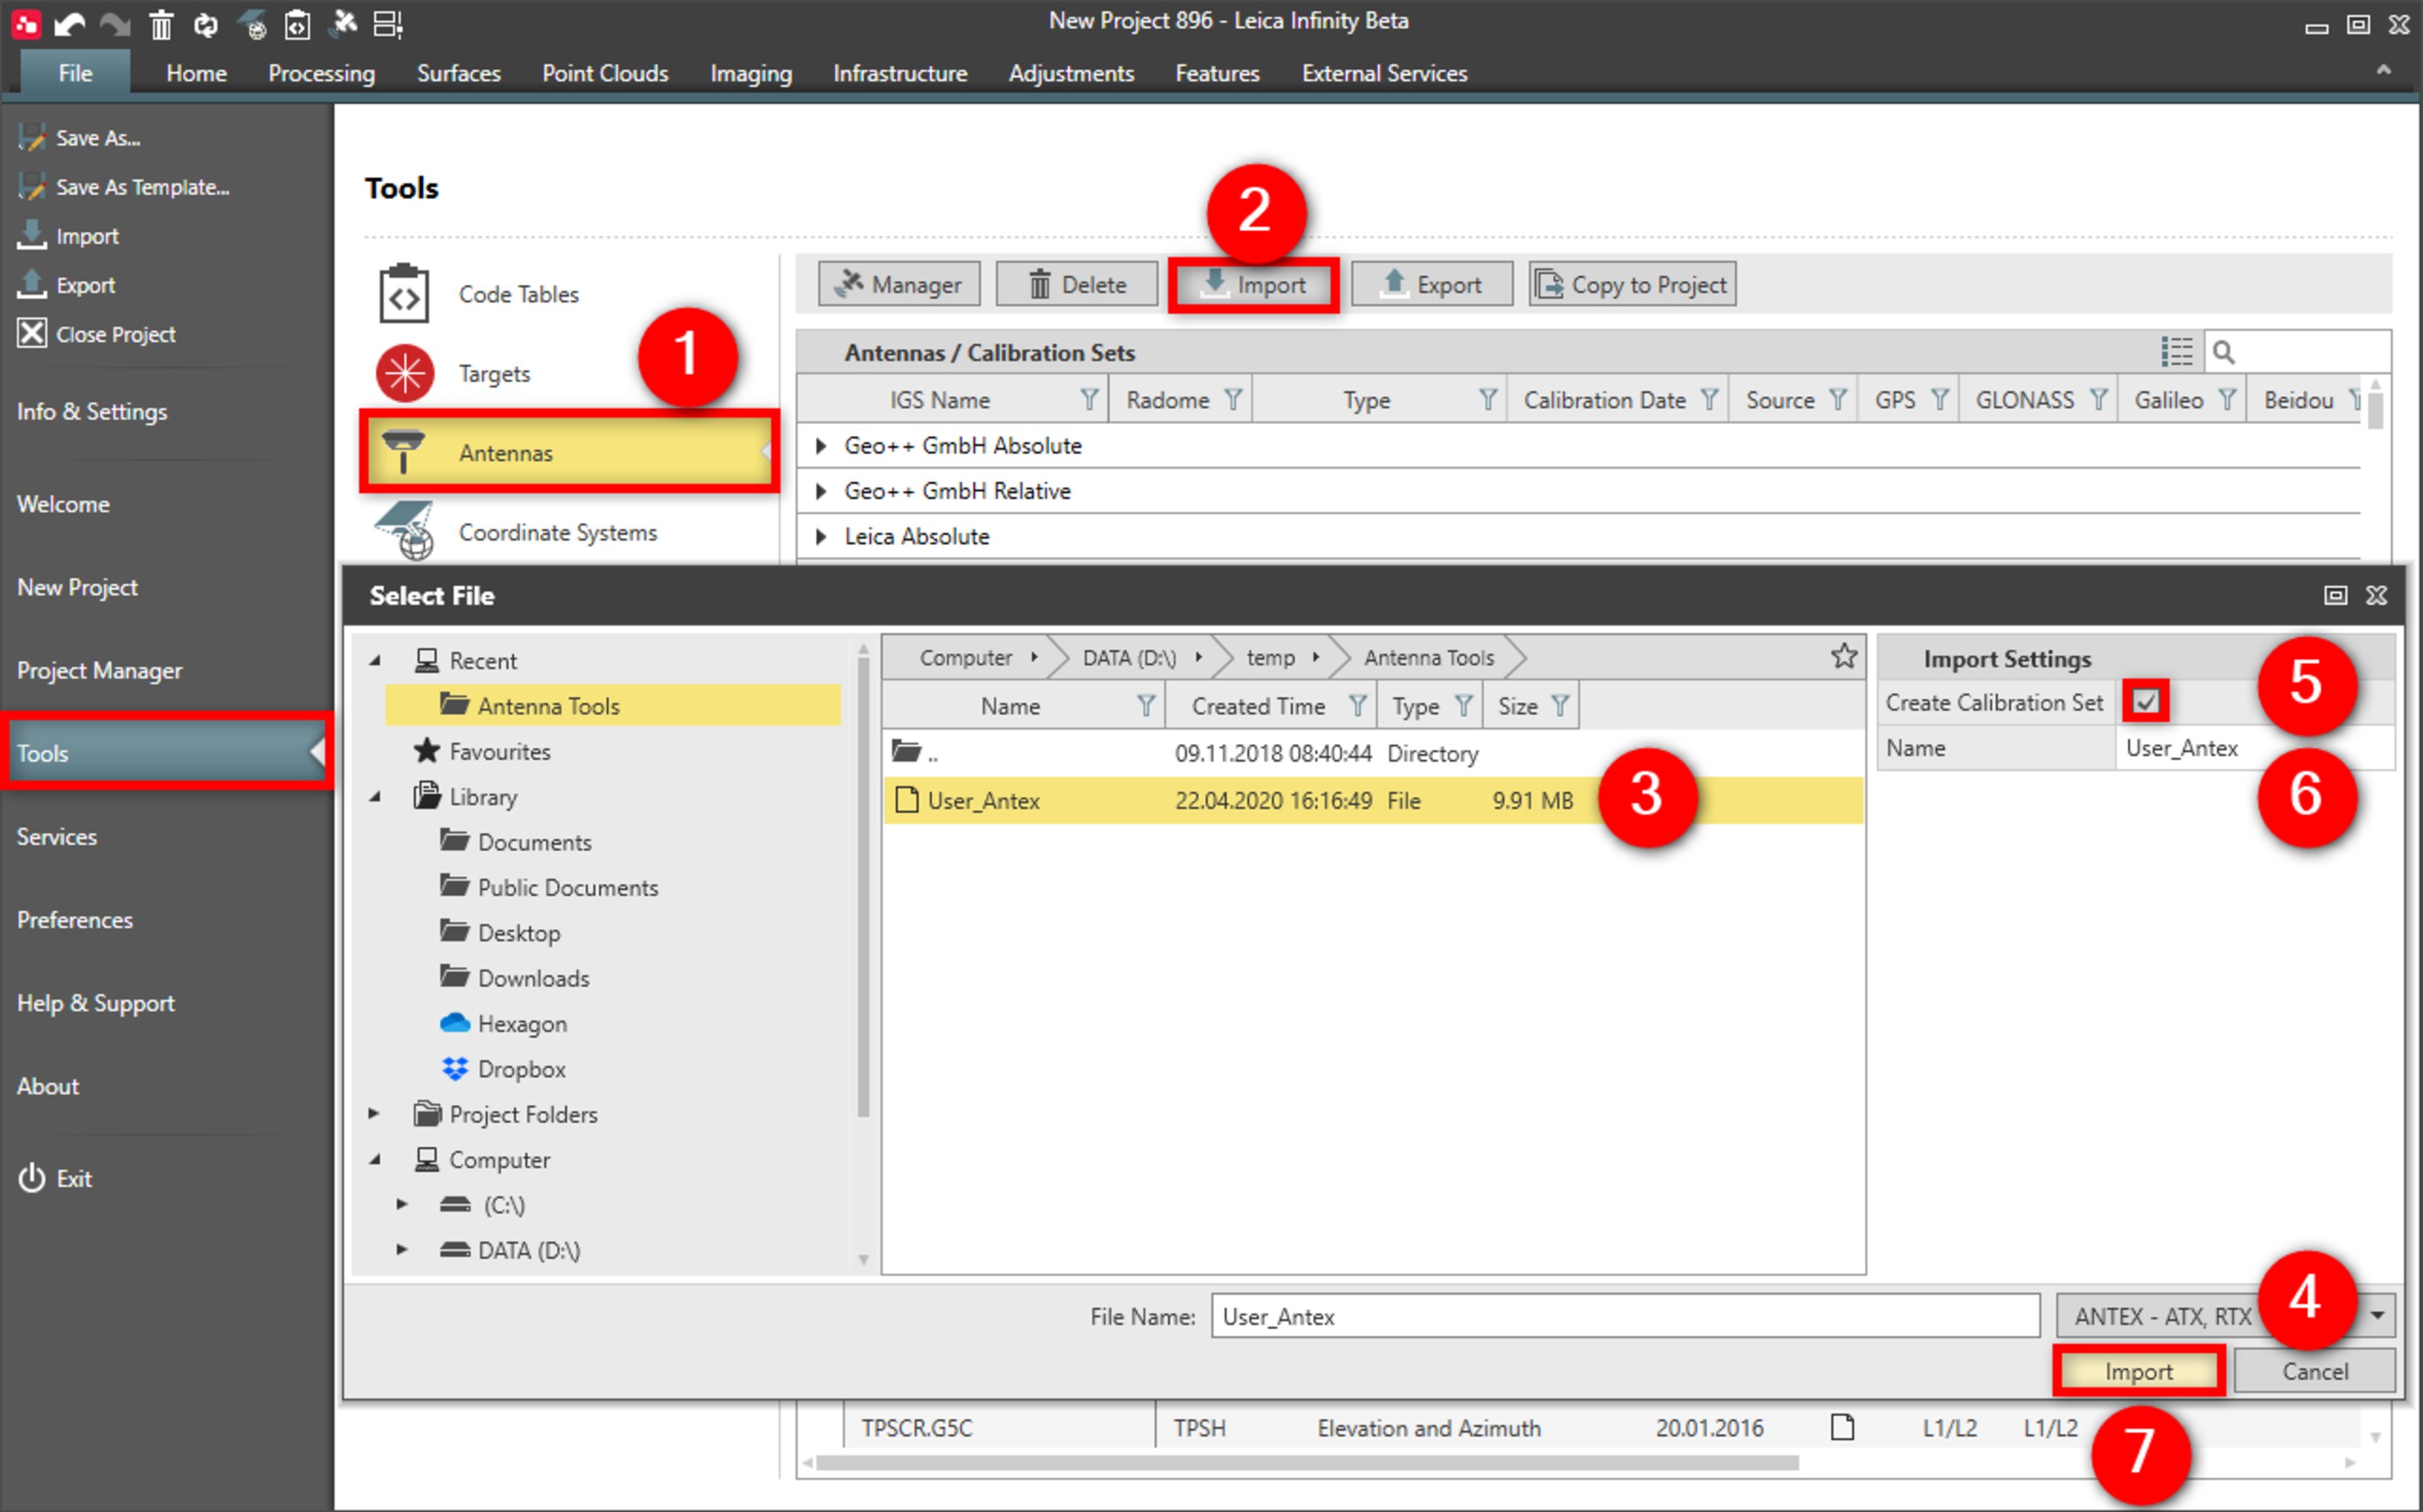 New Project 896 - Leica Infinity Beta
File Home Processing Surfaces Point Clouds Imaging Infrastructure Adjustments Features External Services
Save As...
Save As Template...
Import
Export
Close Project
Info & Settings
Welcome
New Project
Project Manager
Tools
Services
Preferences
Help & Support
About
Exit
Tools
Code Tables
Targets
1
Antennas
Coordinate Systems
2
Manager Delete Import Export Copy to Project
Antennas / Calibration Sets
IGS Name Radome Type Calibration Date Source GPS GLONASS Galileo Beidou
Geo++ GmbH Absolute
Geo++ GmbH Relative
Leica Absolute
Select File
Recent
Antenna Tools
Favourites
Library
Documents
Public Documents
Desktop
Downloads
Hexagon
Dropbox
Project Folders
Computer
(C:\)
DATA (D:\)
Computer DATA (D:\) temp Antenna Tools
Name Created Time Type Size
.. 09.11.2018 08:40:44 Directory
User_Antex 22.04.2020 16:16:49 File 9.91 MB
3
Import Settings
Create Calibration Set
5
Name User_Antex
6
File Name: User_Antex
ANTEX - ATX, RTX
4
Import Cancel
7
TPSCR.G5C TPSH Elevation and Azimuth 20.01.2016 L1/L2 L1/L2